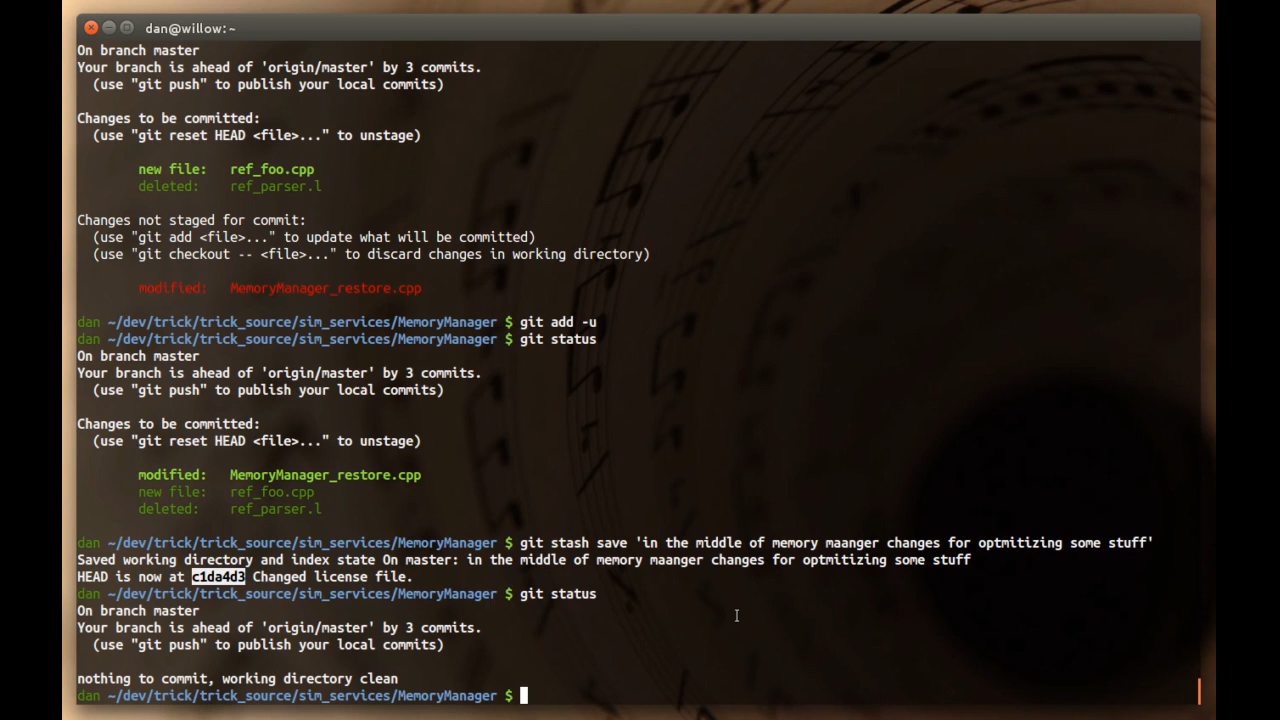 dan@willow: ~
On branch master
Your branch is ahead of 'origin/master' by 3 commits.
(use "git push" to publish your local commits)
Changes to be committed:
(use "git reset HEAD <file>..." to unstage)
new file: ref_foo.cpp
deleted: ref_parser.l
Changes not staged for commit:
(use "git add <file>..." to update what will be committed)
(use "git checkout -- <file>..." to discard changes in working directory)
modified: MemoryManager_restore.cpp
dan ~/dev/trick/trick_source/sim_services/MemoryManager $ git add -u
dan ~/dev/trick/trick_source/sim_services/MemoryManager $ git status
On branch master
Your branch is ahead of 'origin/master' by 3 commits.
(use "git push" to publish your local commits)
Changes to be committed:
(use "git reset HEAD <file>..." to unstage)
modified: MemoryManager_restore.cpp
new file: ref_foo.cpp
deleted: ref_parser.l
dan ~/dev/trick/trick_source/sim_services/MemoryManager $ git stash save 'in the middle of memory maanger changes for optmitizing some stuff'
Saved working directory and index state On master: in the middle of memory maanger changes for optmitizing some stuff
HEAD is now at c1da4d3 Changed license file.
dan ~/dev/trick/trick_source/sim_services/MemoryManager $ git status
On branch master
Your branch is ahead of 'origin/master' by 3 commits.
(use "git push" to publish your local commits)
nothing to commit, working directory clean
dan ~/dev/trick/trick_source/sim_services/MemoryManager $